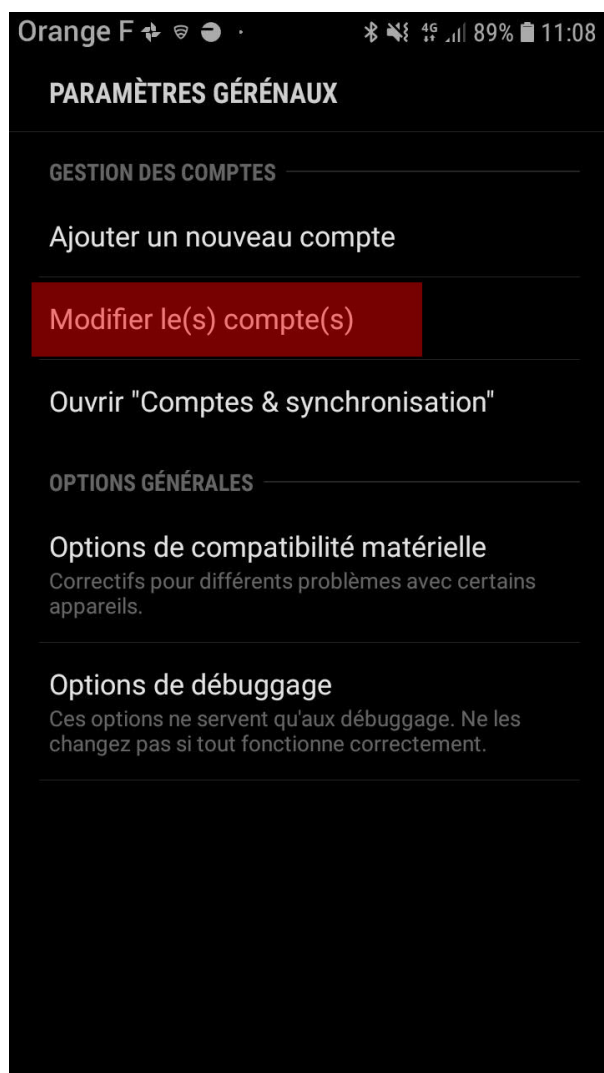 Orange F 4G 89% 11:08
PARAMÈTRES GÉRÉNAUX
GESTION DES COMPTES
Ajouter un nouveau compte
Modifier le(s) compte(s)
Ouvrir "Comptes & synchronisation"
OPTIONS GÉNÉRALES
Options de compatibilité matérielle
Correctifs pour différents problèmes avec certains
appareils.
Options de débuggage
Ces options ne servent qu'aux débuggage. Ne les
changez pas si tout fonctionne correctement.